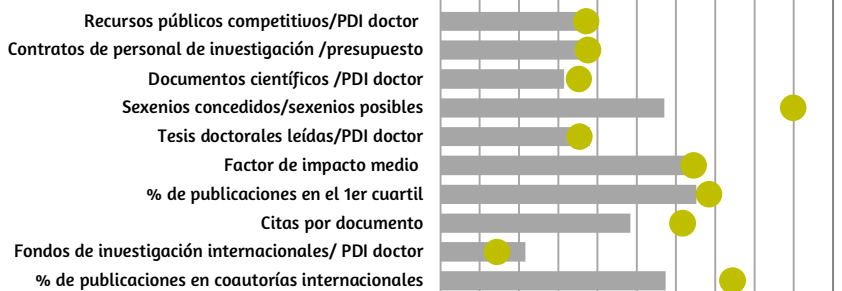 Recursos públicos competitivos/PDI doctor
Contratos de personal de investigación /presupuesto
Documentos científicos /PDI doctor
Sexenios concedidos/sexenios posibles
Tesis doctorales leídas/PDI doctor
Factor de impacto medio
% de publicaciones en el 1er cuartil
Citas por documento
Fondos de investigación internacionales/ PDI doctor
% de publicaciones en coautorías internacionales